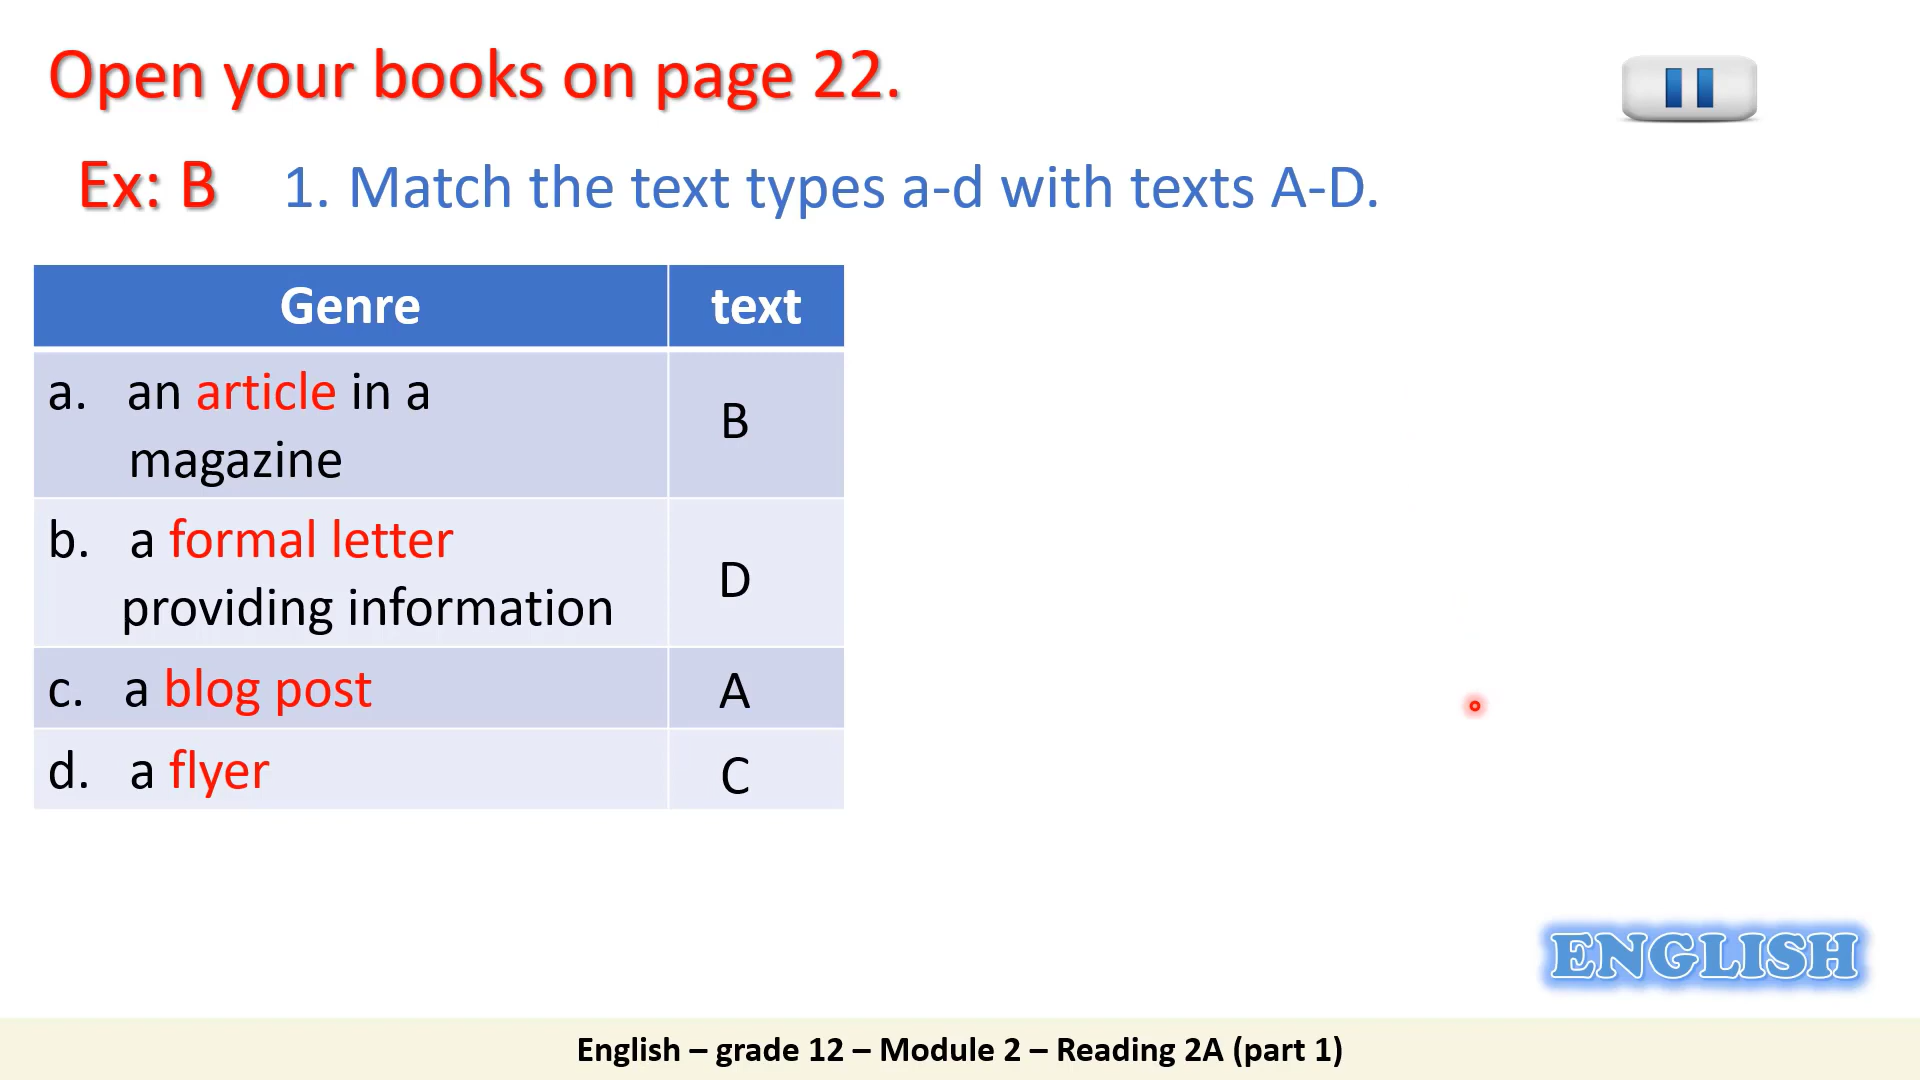 Open your books on page 22.
Ex: B 1. Match the text types a-d with texts A-D.
Genre text
a. an article in a
magazine
B
b. a formal letter
providing information
D
c. a blog post A
d. a flyer C
ENGLISH
English – grade 12 – Module 2 – Reading 2A (part 1)